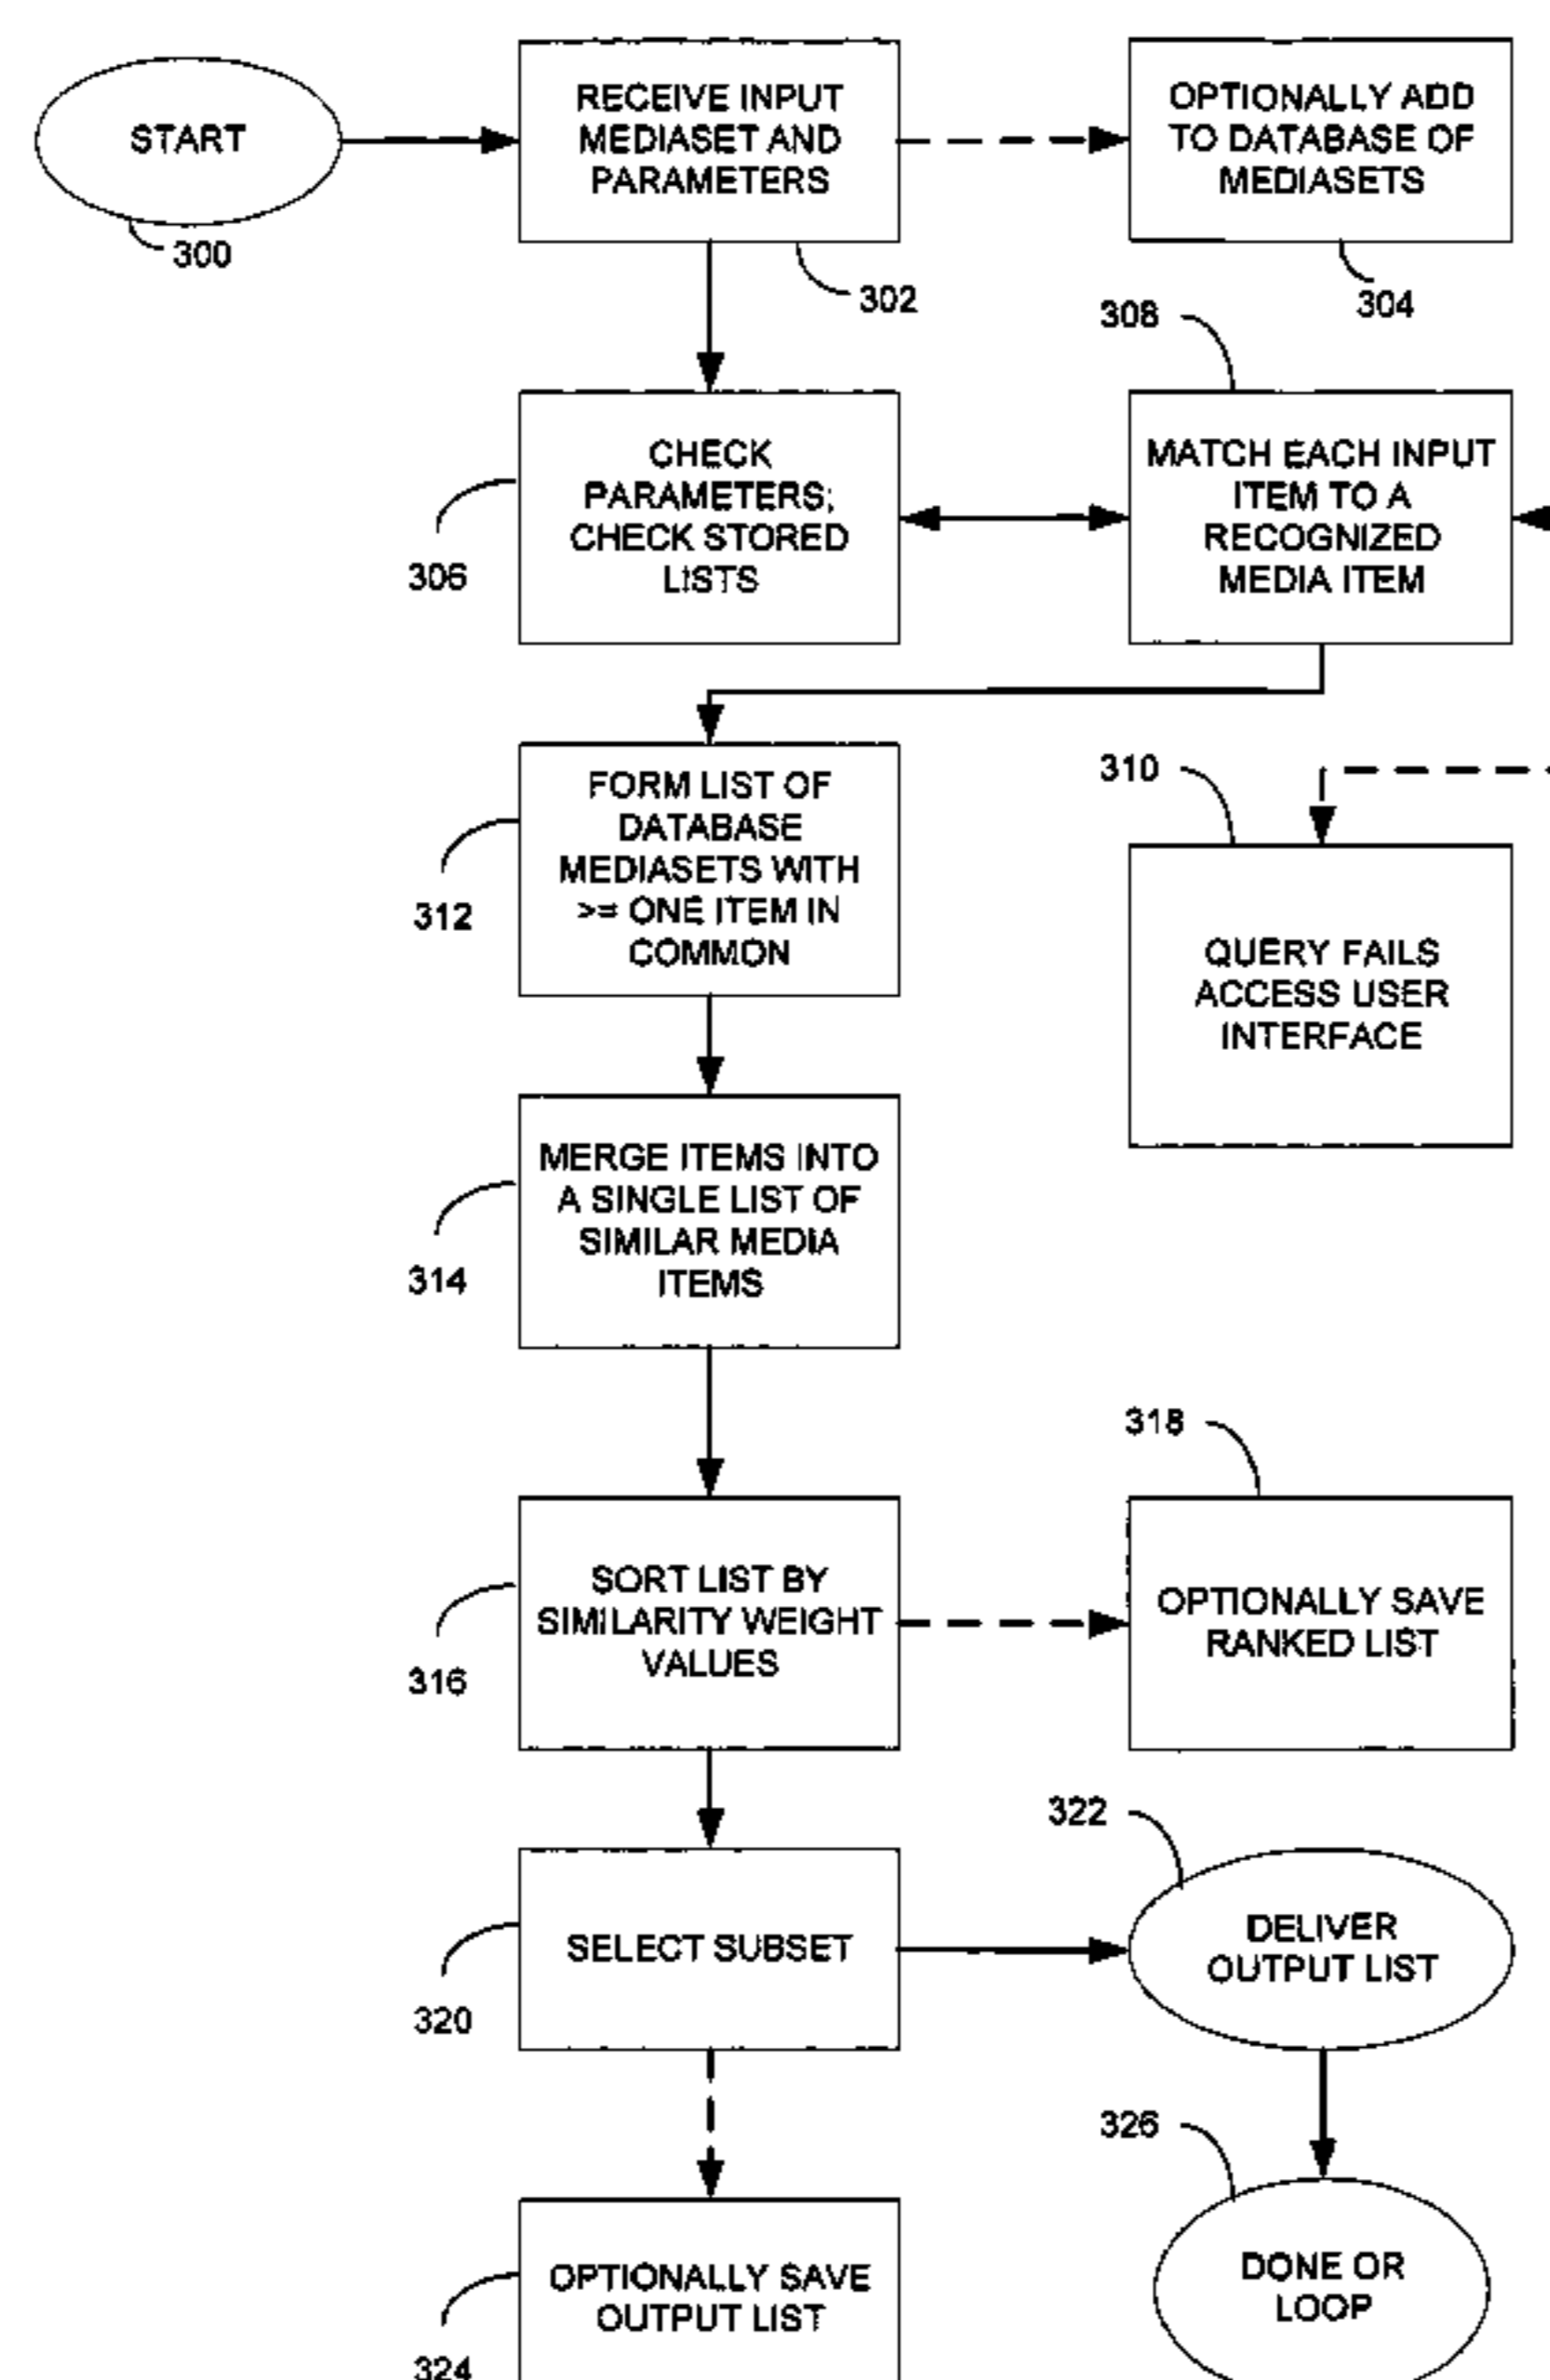 START
300
RECEIVE INPUT
MEDIASET AND
PARAMETERS
302
OPTIONALLY ADD
TO DATABASE OF
MEDIASETS
304
CHECK
PARAMETERS;
CHECK STORED
LISTS
306
308
MATCH EACH INPUT
ITEM TO A
RECOGNIZED
MEDIA ITEM
310
QUERY FAILS
ACCESS USER
INTERFACE
FORM LIST OF
DATABASE
MEDIASETS WITH
>= ONE ITEM IN
COMMON
312
MERGE ITEMS INTO
A SINGLE LIST OF
SIMILAR MEDIA
ITEMS
314
SORT LIST BY
SIMILARITY WEIGHT
VALUES
316
318
OPTIONALLY SAVE
RANKED LIST
SELECT SUBSET
320
322
DELIVER
OUTPUT LIST
OPTIONALLY SAVE
OUTPUT LIST
324
326
DONE OR
LOOP